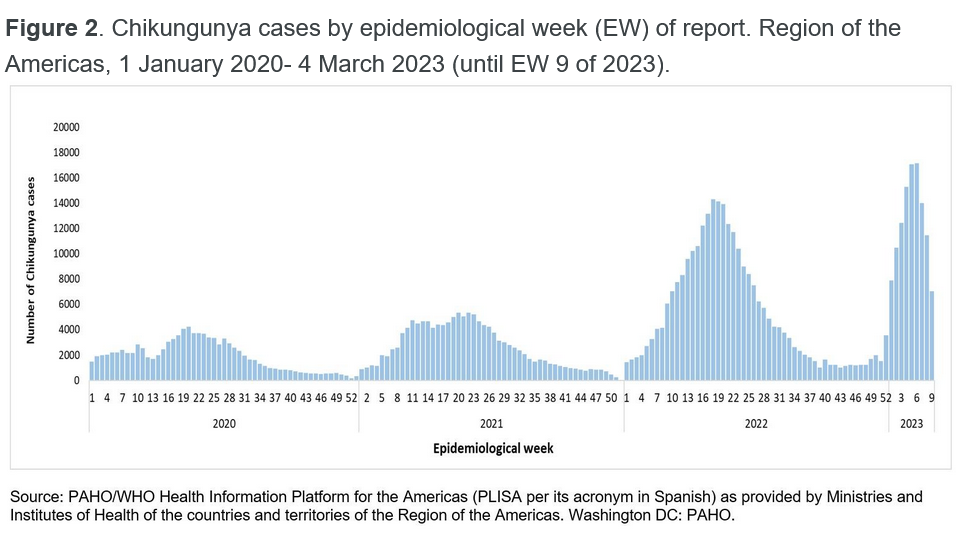 Figure 2. Chikungunya cases by epidemiological week (EW) of report. Region of the
Americas, 1 January 2020- 4 March 2023 (until EW 9 of 2023).
20000
18000
16000
14000
12000
10000
8000
6000
4000
2000
0
Number of Chikungunya cases
1 4 7 10 13 16 19 22 25 28 31 34 37 40 43 46 49 52 2 5 8 11 14 17 20 23 26 29 32 35 38 41 44 47 50 1 4 7 10 13 16 19 22 25 28 31 34 37 40 43 46 49 52 3 6 9
2020 2021 2022 2023
Epidemiological week
Source: PAHO/WHO Health Information Platform for the Americas (PLISA per its acronym in Spanish) as provided by Ministries and
Institutes of Health of the countries and territories of the Region of the Americas. Washington DC: PAHO.